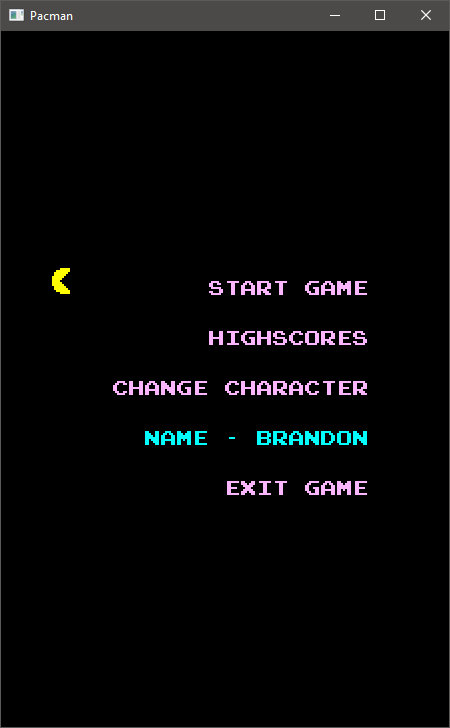 Pacman
START GAME
HIGHSCORES
CHANGE CHARACTER
NAME - BRANDON
EXIT GAME